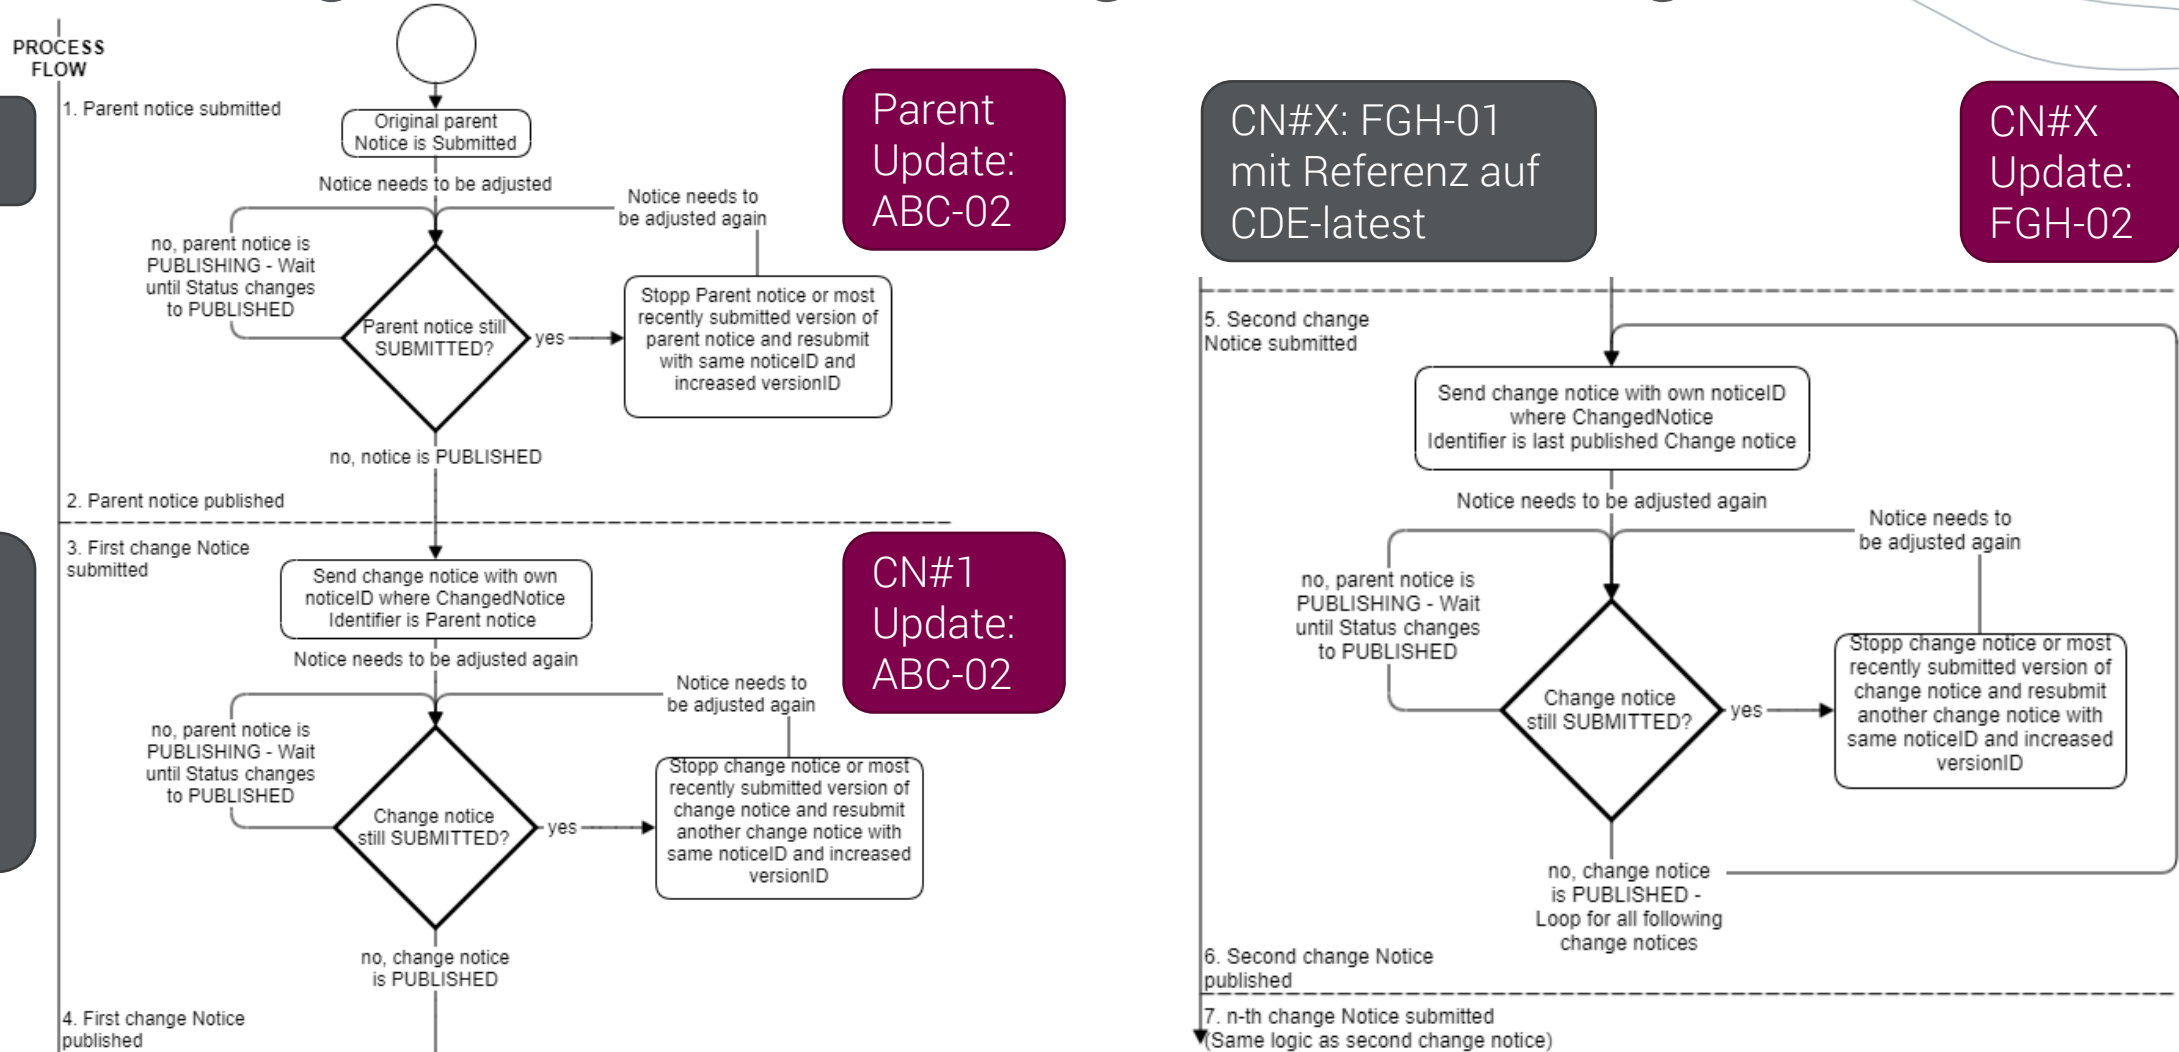 PROCESS
FLOW
1. Parent notice submitted
Original parent
Notice is Submitted
Notice needs to be adjusted
Notice needs to
be adjusted again
no, parent notice is
PUBLISHING - Wait
until Status changes
to PUBLISHED
Parent notice still
SUBMITTED?
yes
Stopp Parent notice or most
recently submitted version of
parent notice and resubmit
with same noticeID and
increased versionID
no, notice is PUBLISHED
2. Parent notice published
Parent
Update:
ABC-02
3. First change Notice
submitted
Send change notice with own
noticeID where ChangedNotice
Identifier is Parent notice
Notice needs to be adjusted again
Notice needs to
be adjusted again
no, parent notice is
PUBLISHING - Wait
until Status changes
to PUBLISHED
Change notice
still SUBMITTED?
yes
Stopp change notice or most
recently submitted version of
change notice and resubmit
another change notice with
same noticeID and increased
versionID
no, change notice
is PUBLISHED
4. First change Notice
published
CN#1
Update:
ABC-02
CN#X: FGH-01
mit Referenz auf
CDE-latest
CN#X
Update:
FGH-02
5. Second change
Notice submitted
Send change notice with own noticeID
where ChangedNotice
Identifier is last published Change notice
Notice needs to be adjusted again
Notice needs to
be adjusted again
no, parent notice is
PUBLISHING - Wait
until Status changes
to PUBLISHED
Change notice
still SUBMITTED?
yes
Stopp change notice or most
recently submitted version of
change notice and resubmit
another change notice with
same noticeID and increased
versionID
no, change notice
is PUBLISHED -
Loop for all following
change notices
6. Second change Notice
published
7. n-th change Notice submitted
(Same logic as second change notice)